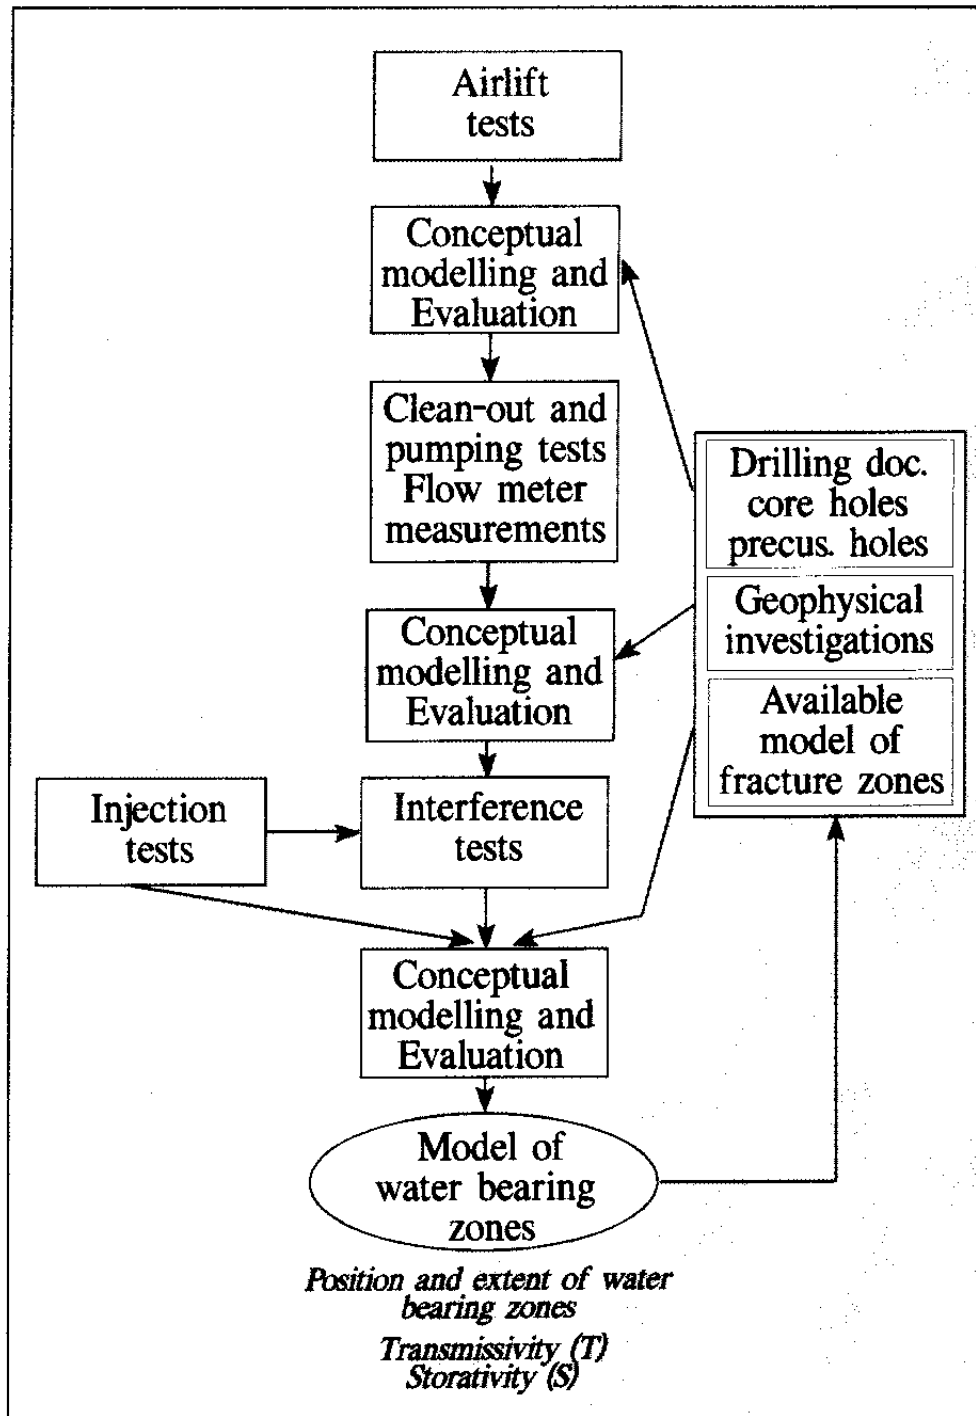 Airlift
tests
Conceptual
modelling and
Evaluation
Clean-out and
pumping tests
Flow meter
measurements
Drilling doc.
core holes
precus. holes
Geophysical
investigations
Available
model of
fracture zones
Conceptual
modelling and
Evaluation
Injection
tests
Interference
tests
Conceptual
modelling and
Evaluation
Model of
water bearing
zones
Position and extent of water
bearing zones
Transmissivity (T)
Storativity (S)